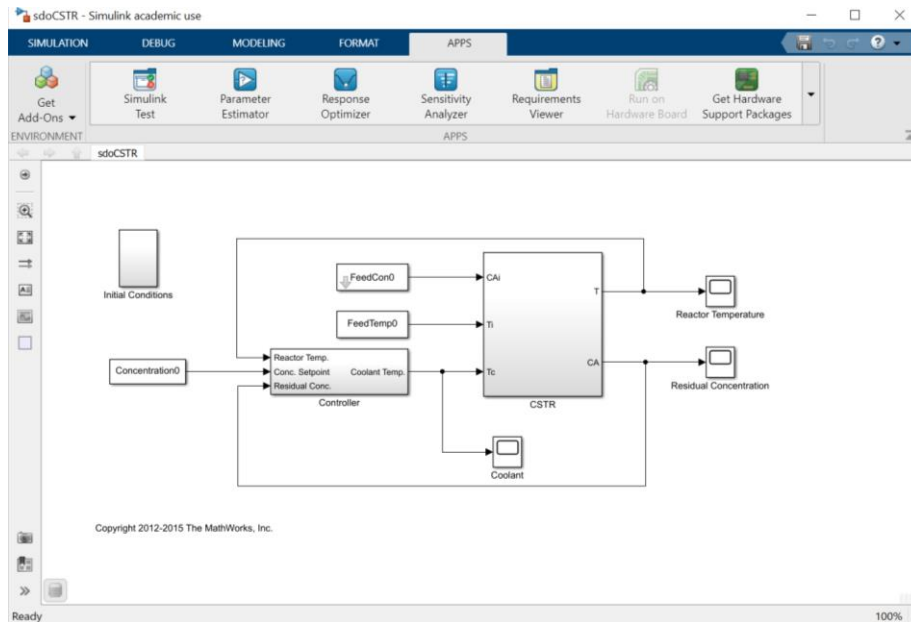 sdoCSTR - Simulink academic use
SIMULATION DEBUG MODELING FORMAT APPS
Get Add-Ons
Simulink Test
Parameter Estimator
Response Optimizer
Sensitivity Analyzer
Requirements Viewer
Run on Hardware Board
Get Hardware Support Packages
ENVIRONMENT APPS
sdoCSTR
Initial Conditions
FeedCon0
FeedTemp0
Concentration0
Reactor Temp.
Conc. Setpoint
Residual Conc.
Coolant Temp.
Controller
CAi
Ti
Tc
T
CA
CSTR
Reactor Temperature
Residual Concentration
Coolant
Copyright 2012-2015 The MathWorks, Inc.
Ready 100%